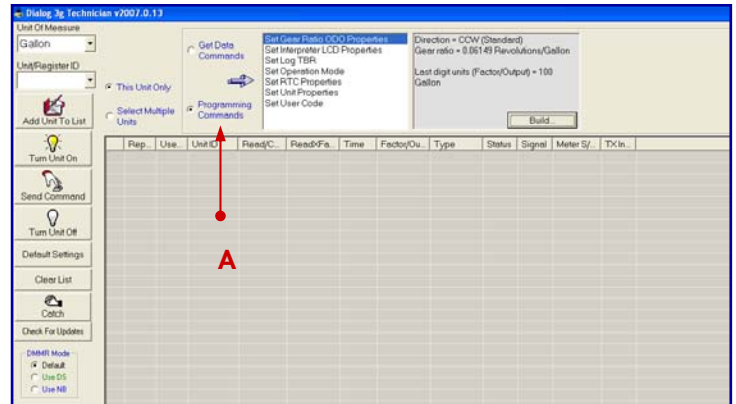 Dialog 3g Technician v2007.0.13
Unit Of Measure
Gallon
Unit/Register ID
Add Unit To List
Turn Unit On
Send Command
Turn Unit Off
Default Settings
Clear List
Catch
Check For Updates
DMMR Mode
Default
Use DS
Use NB
This Unit Only
Select Multiple Units
Get Data
Commands
Programming
Commands
Set Gear Ratio ODO Properties
Set Interpreter LCD Properties
Set Log TBR
Set Operation Mode
Set RTC Properties
Set Unit Properties
Set User Code
Direction = CCW (Standard)
Gear ratio = 0.06149 Revolutions/Gallon
Last digit units (Factor/Output) = 100
Gallon
Build...
Rep... Use... Unit ID Read/C... ReadXFa... Time Factor/Ou... Type Status Signal Meter S/... TX In...
A